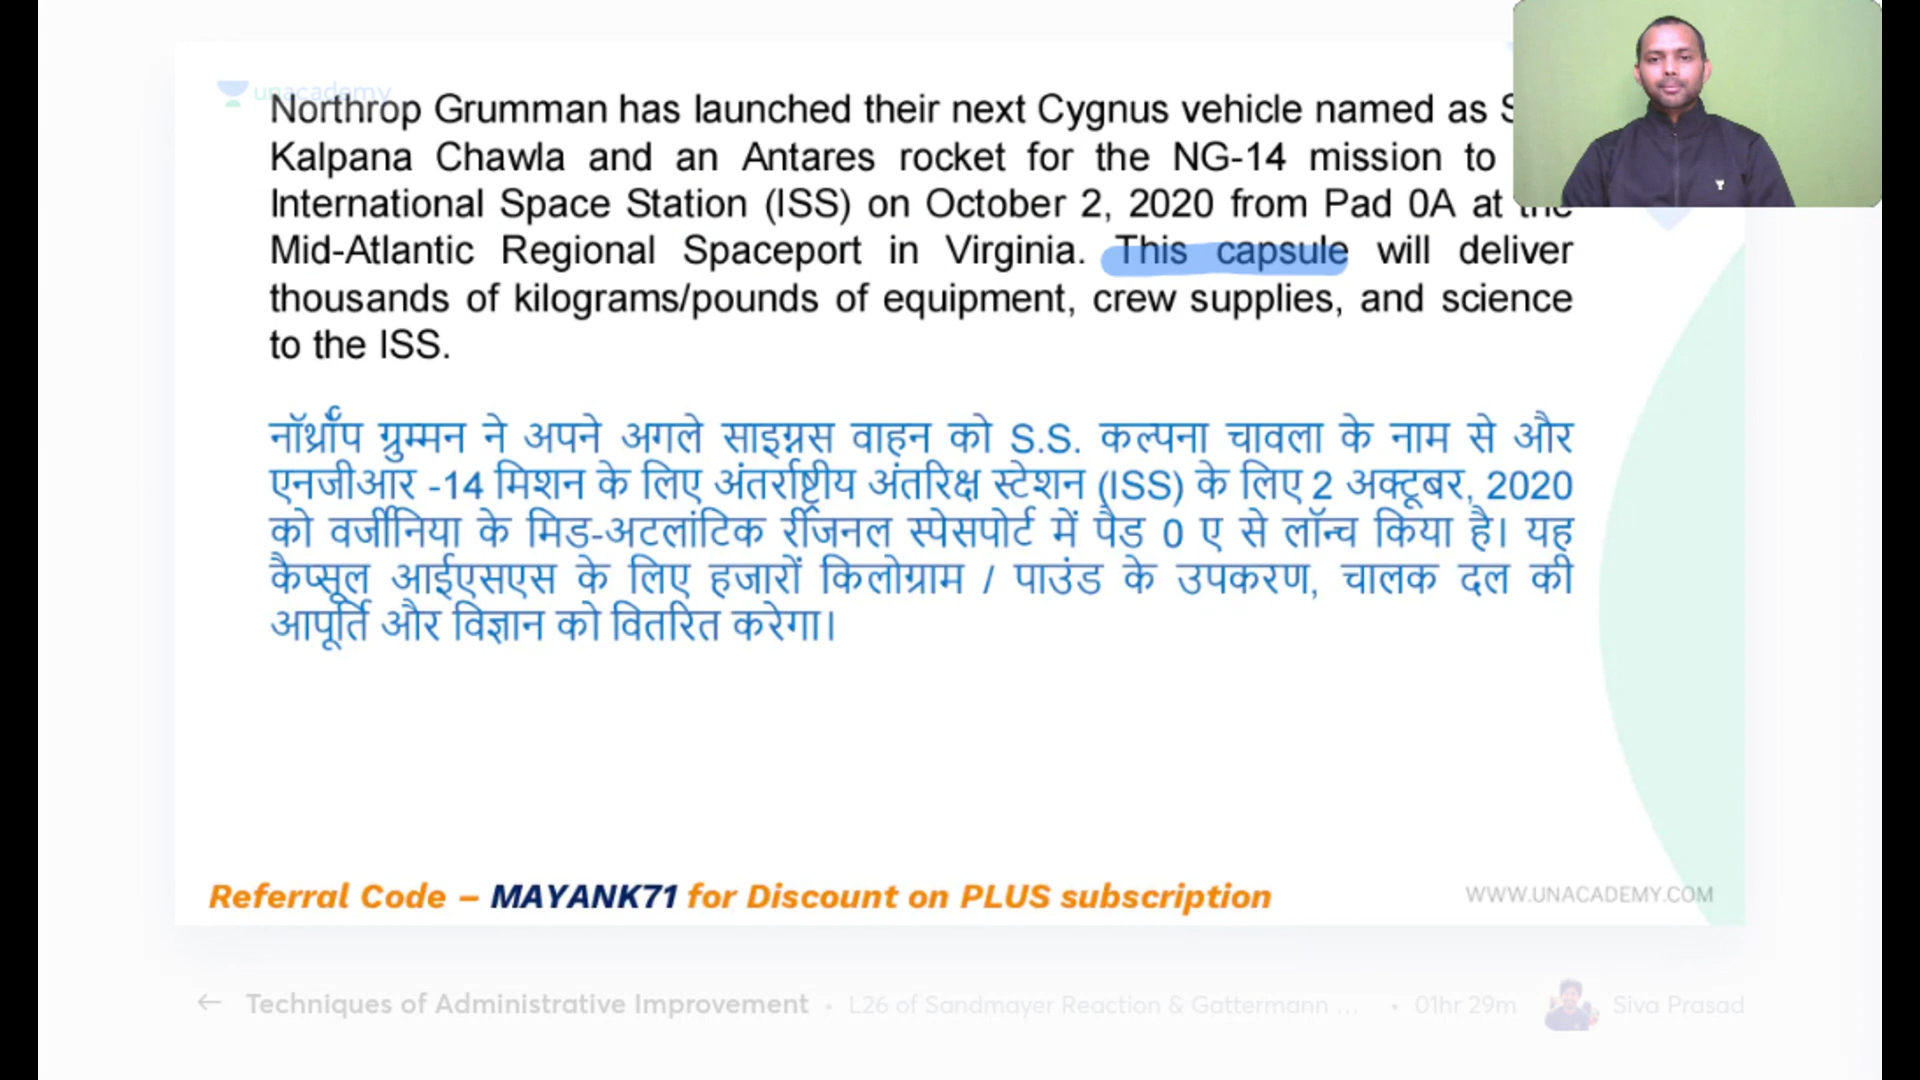 unacademy
Northrop Grumman has launched their next Cygnus vehicle named as
Kalpana Chawla and an Antares rocket for the NG-14 mission to
International Space Station (ISS) on October 2, 2020 from Pad 0A at the
Mid-Atlantic Regional Spaceport in Virginia. This capsule will deliver
thousands of kilograms/pounds of equipment, crew supplies, and science
to the ISS.
नॉर्थ्रॉप ग्रुम्मन ने अपने अगले साइग्नस वाहन को S.S. कल्पना चावला के नाम से और
एनजीआर -14 मिशन के लिए अंतर्राष्ट्रीय अंतरिक्ष स्टेशन (ISS) के लिए 2 अक्टूबर, 2020
को वर्जीनिया के मिड-अटलांटिक रीजनल स्पेसपोर्ट में पैड 0 ए से लॉन्च किया है। यह
कैप्सूल आईएसएस के लिए हजारों किलोग्राम / पाउंड के उपकरण, चालक दल की
आपूर्ति और विज्ञान को वितरित करेगा।
Referral Code – MAYANK71 for Discount on PLUS subscription
WWW.UNACADEMY.COM
← Techniques of Administrative Improvement • L26 of Sandmayer Reaction & Gattermann ... • 01hr 29m Siva Prasad